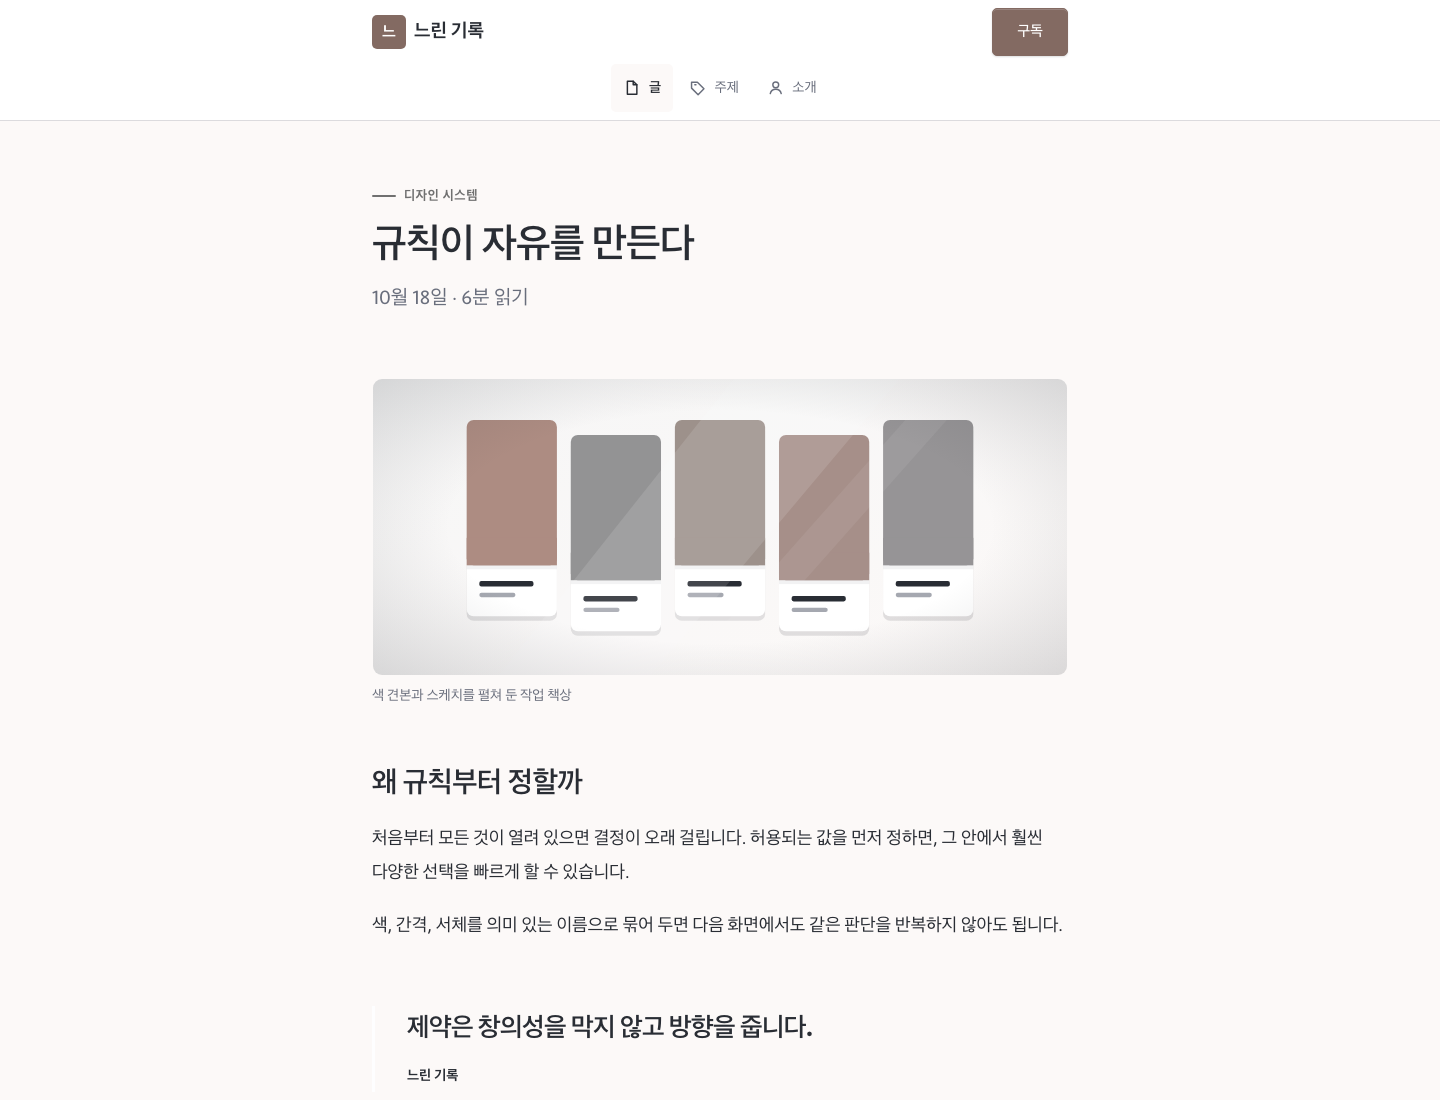 느 느린 기록
구독
글 주제 소개
디자인 시스템
규칙이 자유를 만든다
10월 18일 · 6분 읽기
색 견본과 스케치를 펼쳐 둔 작업 책상
왜 규칙부터 정할까
처음부터 모든 것이 열려 있으면 결정이 오래 걸립니다. 허용되는 값을 먼저 정하면, 그 안에서 훨씬
다양한 선택을 빠르게 할 수 있습니다.
색, 간격, 서체를 의미 있는 이름으로 묶어 두면 다음 화면에서도 같은 판단을 반복하지 않아도 됩니다.
제약은 창의성을 막지 않고 방향을 줍니다.
느린 기록